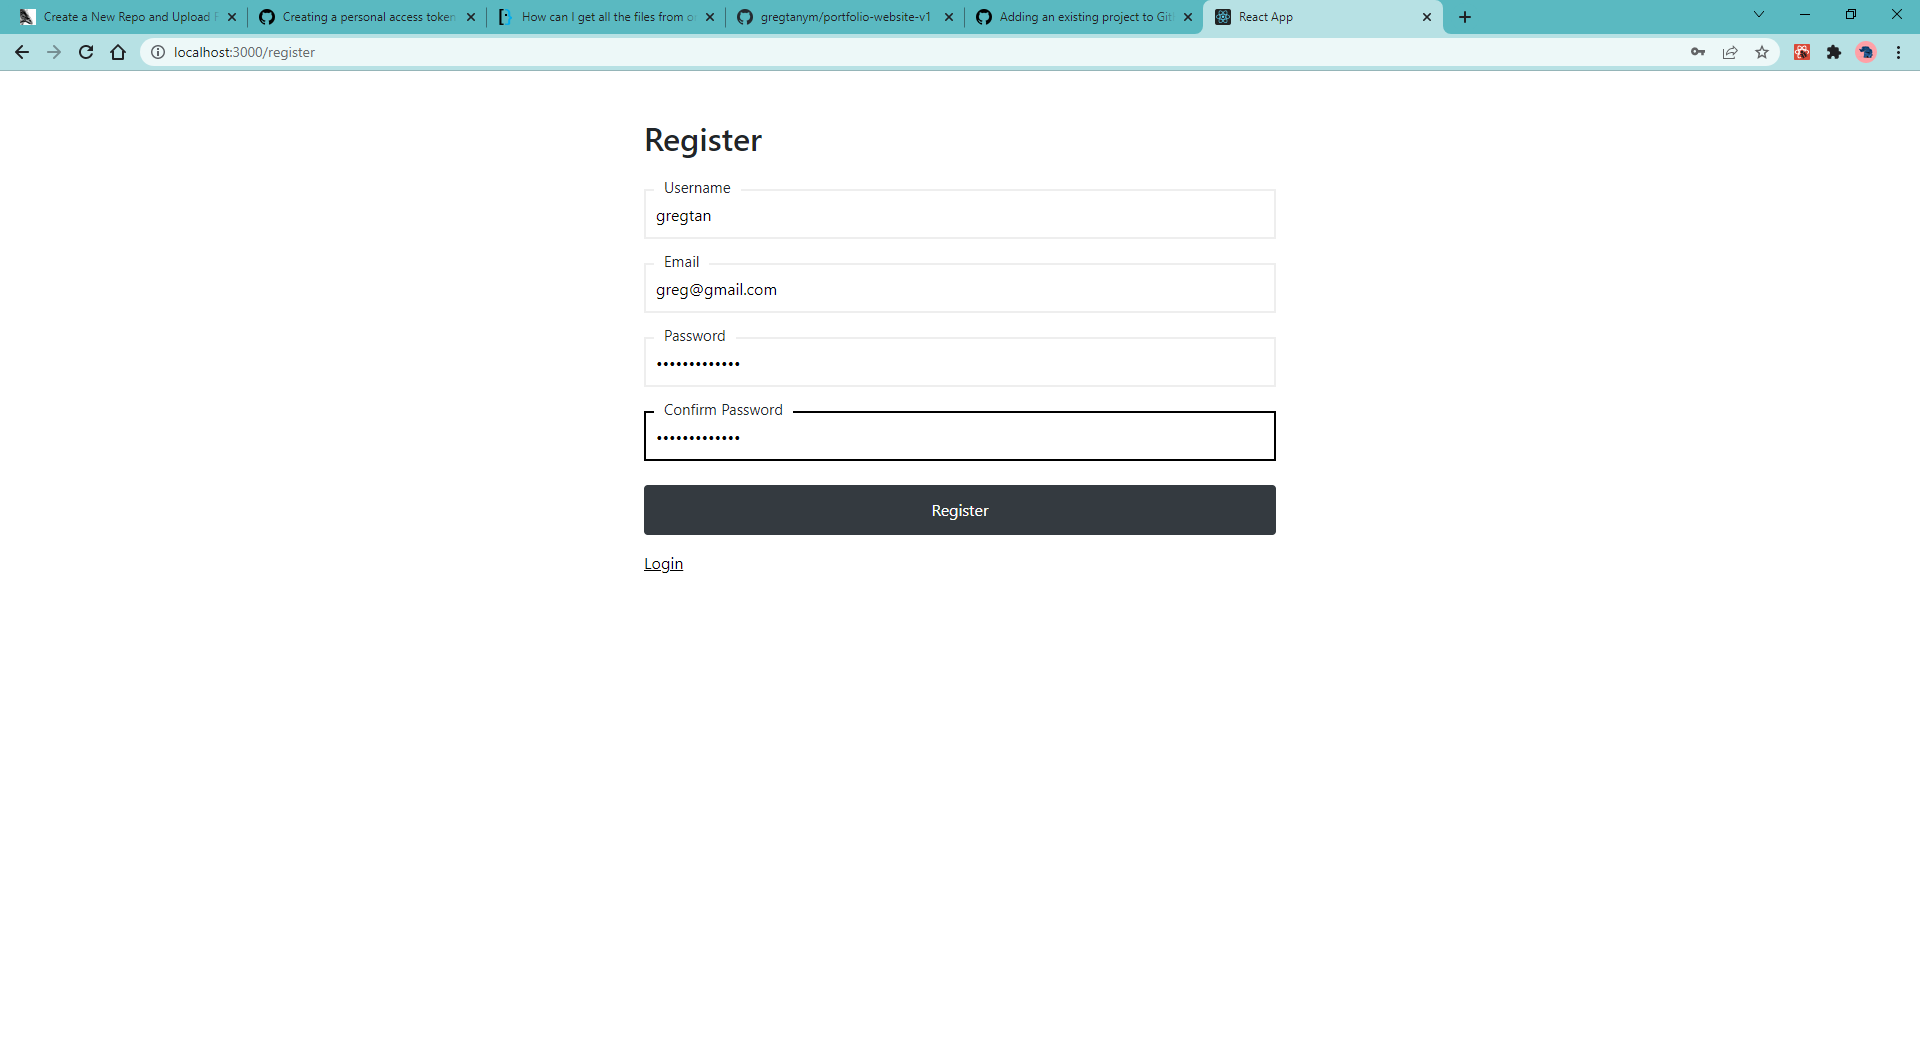 Create a New Repo and Upload
Creating a personal access token
How can I get all the files from
gregtanym/portfolio-website-v1
Adding an existing project to Git
React App
localhost:3000/register
Register
Username
gregtan
Email
greg@gmail.com
Password
•••••••••••••
Confirm Password
•••••••••••••
Register
Login